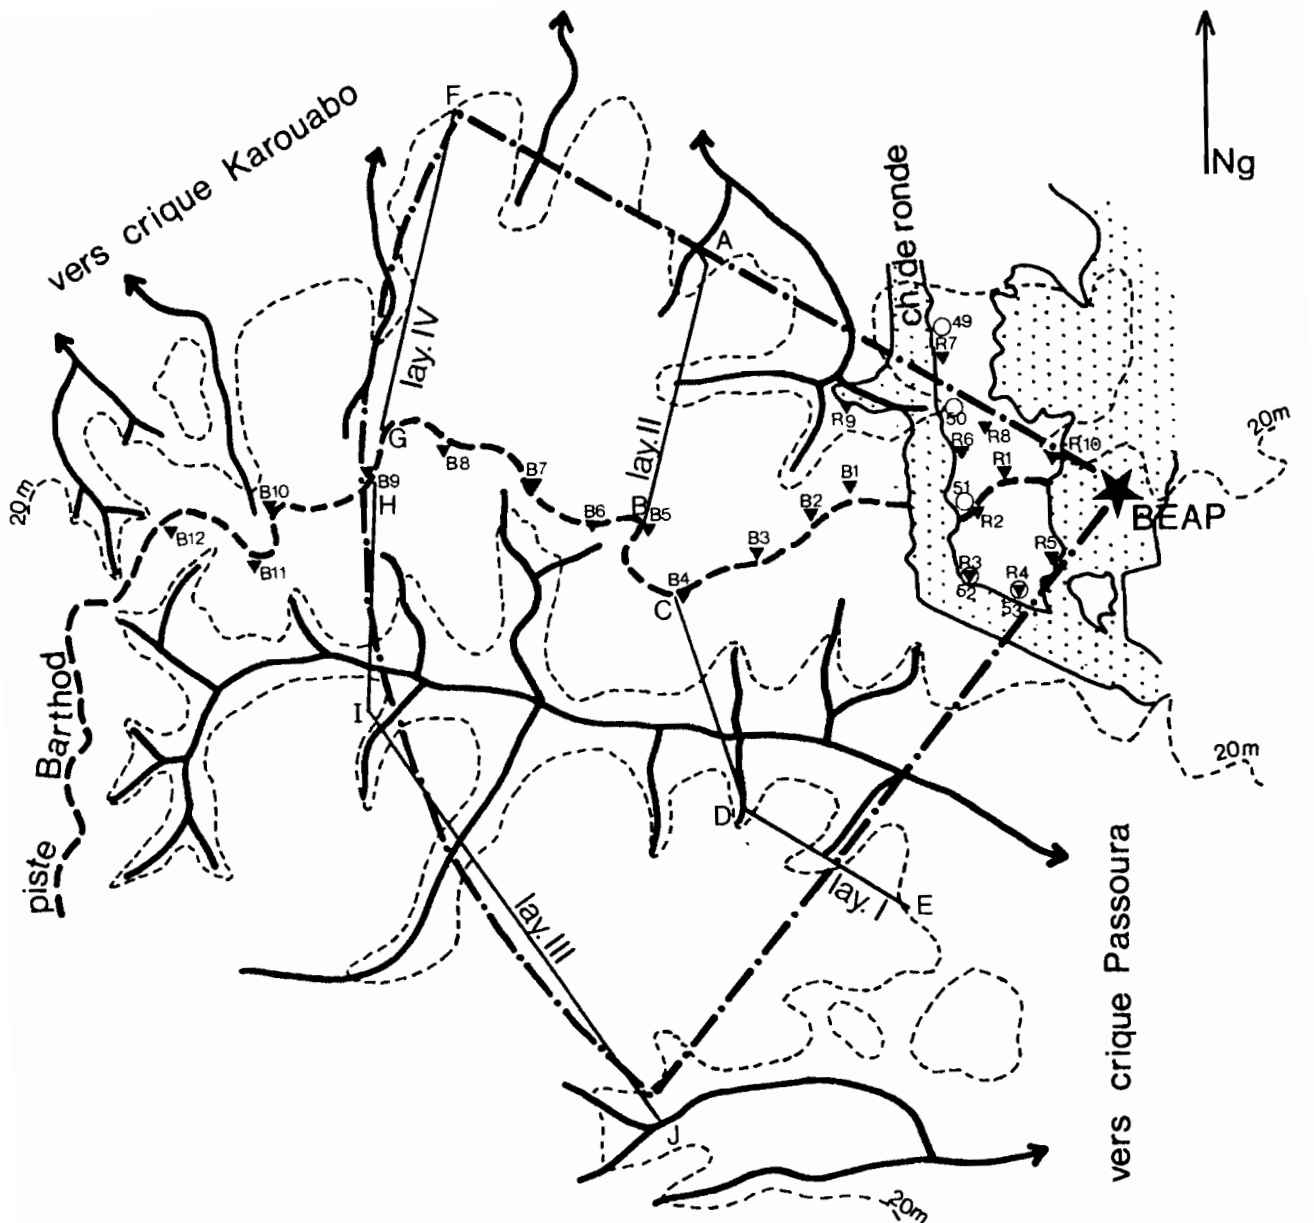 F
vers crique Karouabo
Ng
ch. de ronde
A
49
R7
lay. IV
50
R9
R8
R6
R10
R1
20m
G
B8
lay. II
B7
B1
B9
H
B10
20m
51
B2
R2
BEAP
B6
B
B5
B12
B3
R5
B11
R3
R4
52
53
B4
C
piste Barthod
I
20m
D
lay. I
E
lay. III
vers crique Passoura
J
20m